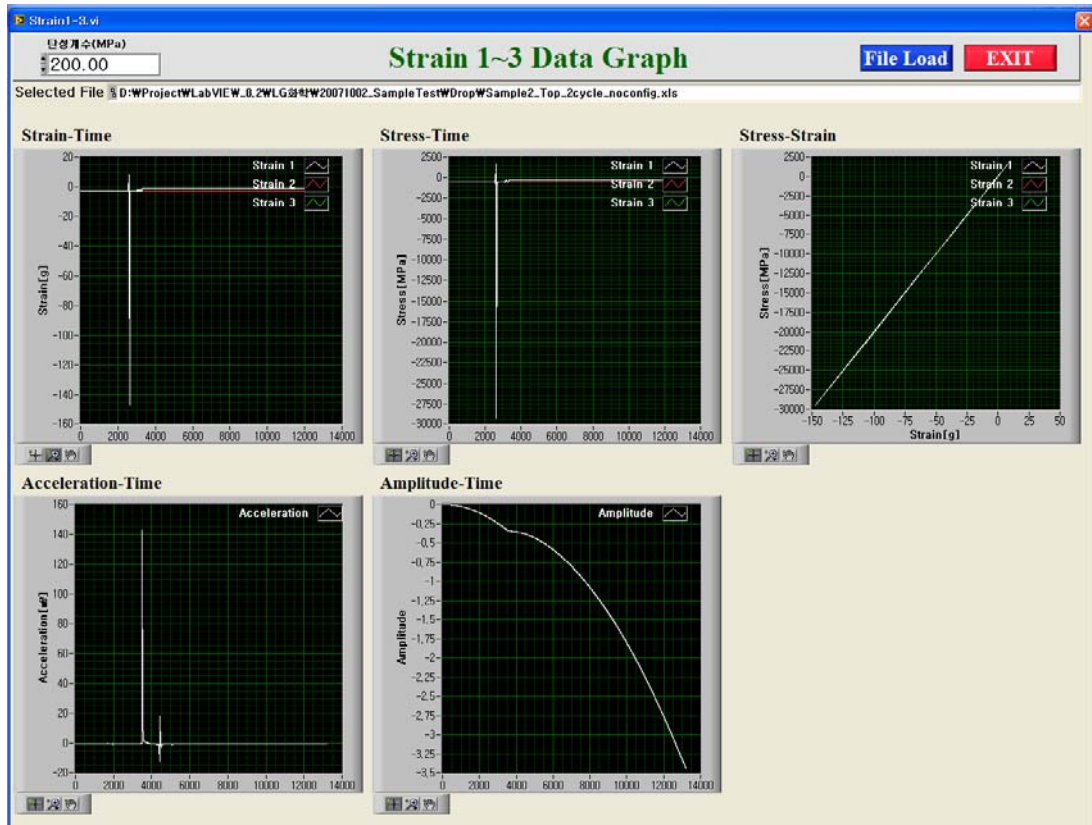 Strain1-3.vi
탄성계수(MPa)
200.00
Strain 1~3 Data Graph
File Load
EXIT
Selected File
D:₩Project₩LabVIEW_0.2₩LG화학₩20071002_SampleTest₩Drop₩Sample2_Top_2cycle_noconfig.xls
Strain-Time
Strain 1
Strain 2
Strain 3
Strain[g]
20-
0-
-20-
-40-
-60-
-80-
-100-
-120-
-140-
-160-
0 2000 4000 6000 8000 10000 12000 14000
Stress-Time
Strain 1
Strain 2
Strain 3
Stress[MPa]
2500-
0-
-2500-
-5000-
-7500-
-10000-
-12500-
-15000-
-17500-
-20000-
-22500-
-25000-
-27500-
-30000-
0 2000 4000 6000 8000 10000 12000 14000
Stress-Strain
Strain 1
Strain 2
Strain 3
Stress[MPa]
2500-
0-
-2500-
-5000-
-7500-
-10000-
-12500-
-15000-
-17500-
-20000-
-22500-
-25000-
-27500-
-30000-
-150 -125 -100 -75 -50 -25 0 25 50
Strain[g]
Acceleration-Time
Acceleration
160-
140-
120-
100-
80-
60-
40-
20-
0-
-20-
0 2000 4000 6000 8000 10000 12000 14000
Amplitude-Time
Amplitude
Amplitude
0-
-0.25-
-0.5-
-0.75-
-1-
-1.25-
-1.5-
-1.75-
-2-
-2.25-
-2.5-
-2.75-
-3-
-3.25-
-3.5-
0 2000 4000 6000 8000 10000 12000 14000